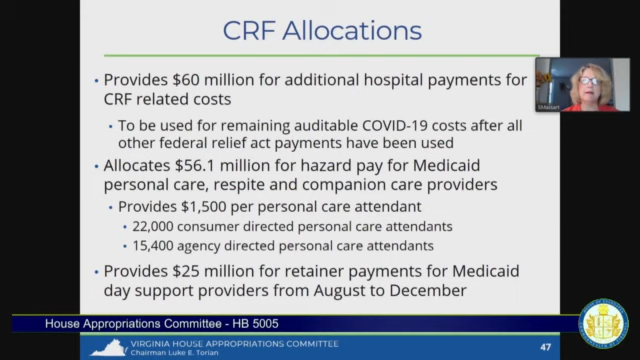 CRF Allocations
• Provides $60 million for additional hospital payments for
CRF related costs
• To be used for remaining auditable COVID-19 costs after all
other federal relief act payments have been used
• Allocates $56.1 million for hazard pay for Medicaid
personal care, respite and companion care providers
• Provides $1,500 per personal care attendant
• 22,000 consumer directed personal care attendants
• 15,400 agency directed personal care attendants
• Provides $25 million for retainer payments for Medicaid
day support providers from August to December
House Appropriations Committee - HB 5005
VIRGINIA HOUSE APPROPRIATIONS COMMITTEE
Chairman Luke E. Torian
47